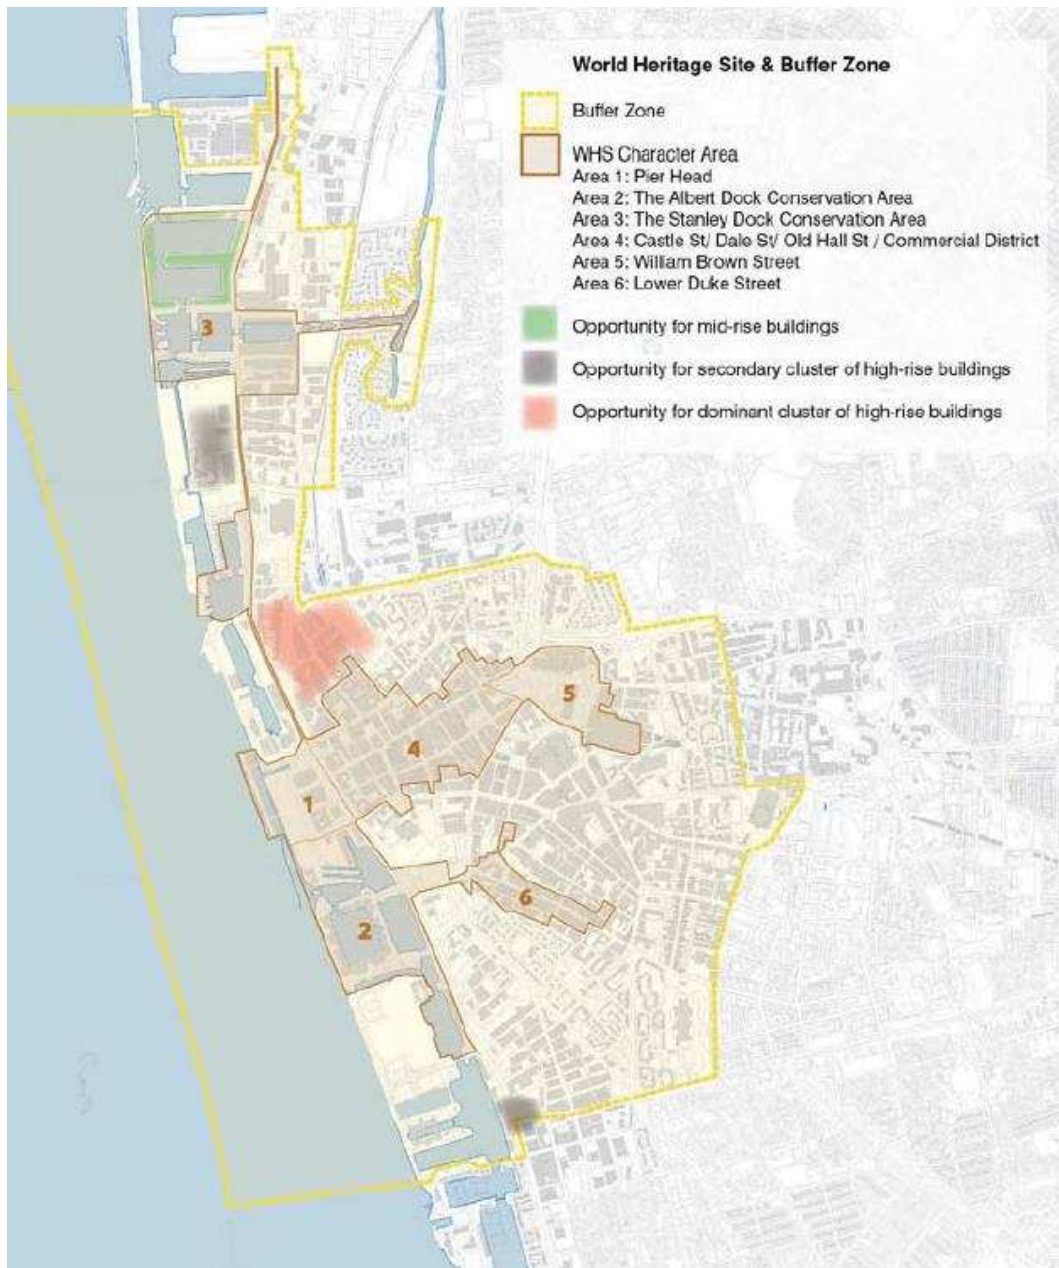 World Heritage Site & Buffer Zone
Buffer Zone
WHS Character Area
Area 1: Pier Head
Area 2: The Albert Dock Conservation Area
Area 3: The Stanley Dock Conservation Area
Area 4: Castle St/ Dale St/ Old Hall St / Commercial District
Area 5: William Brown Street
Area 6: Lower Duke Street
Opportunity for mid-rise buildings
Opportunity for secondary cluster of high-rise buildings
Opportunity for dominant cluster of high-rise buildings
3
5
4
1
6
2